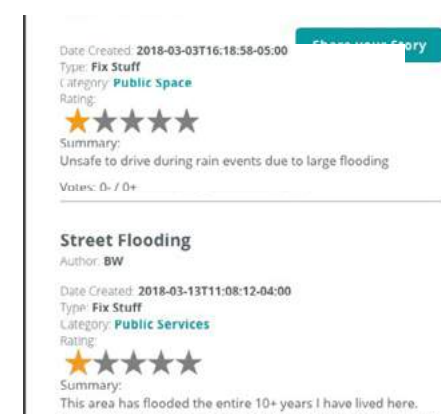 Share your Story
Date Created: 2018-03-03T16:18:58-05:00
Type: Fix Stuff
Category: Public Space
Rating:
Summary:
Unsafe to drive during rain events due to large flooding
Votes: 0- / 0+
Street Flooding
Author: BW
Date Created: 2018-03-13T11:08:12-04:00
Type: Fix Stuff
Category: Public Services
Rating:
Summary:
This area has flooded the entire 10+ years I have lived here.